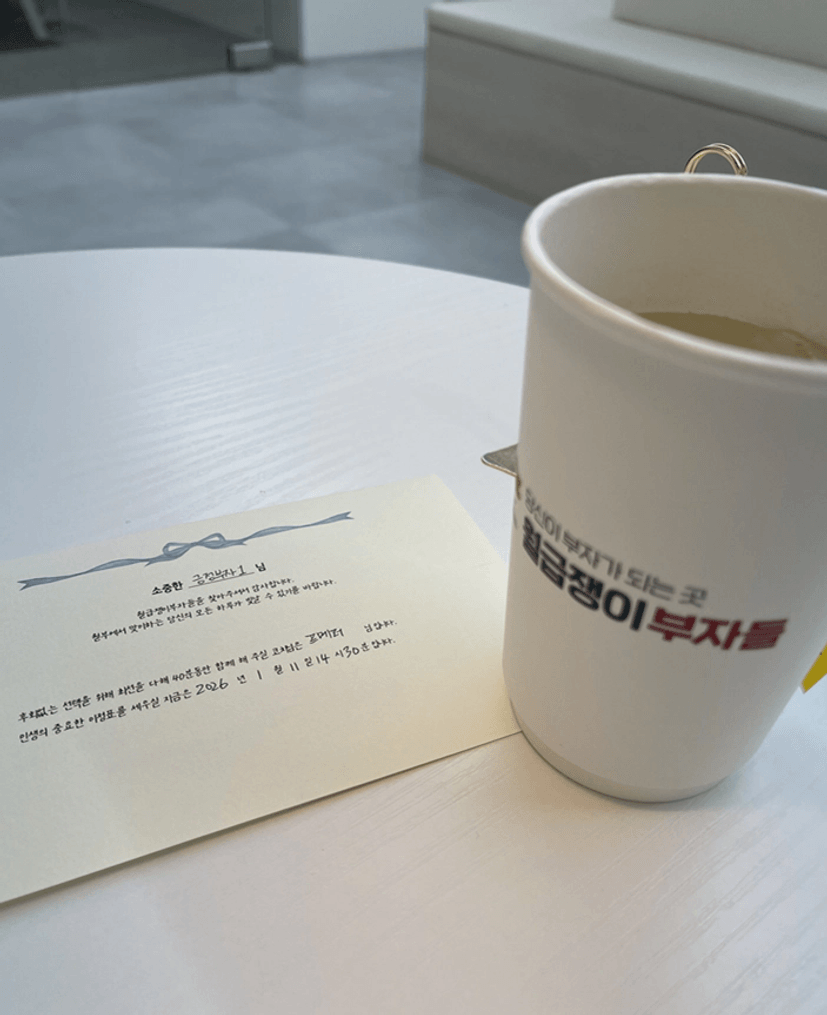 소중한 긍정부자1 님
월급쟁이부자들을 찾아주셔서 감사합니다.
월부에서 맞이하는 당신의 모든 하루가 빛날 수 있기를 바랍니다.
후회없는 선택을 위해 최선을 다해 40분동안 함께 해 주실 코치님은 프메퍼 님입니다.
인생의 중요한 이정표를 세우실 지금은 2026 년 1 월 11 일 14 시 30 분 입니다.
당신이 부자가 되는 곳
월급쟁이부자들